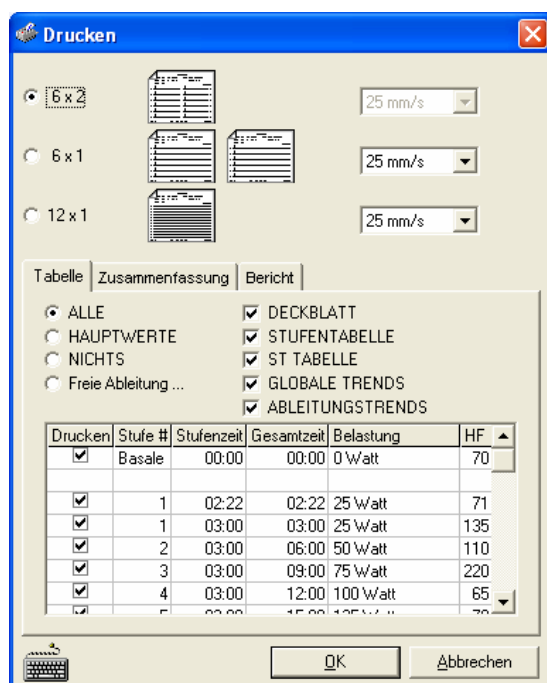 Drucken
6 x 2 25 mm/s
6 x 1 25 mm/s
12 x 1 25 mm/s
Tabelle Zusammenfassung Bericht
ALLE DECKBLATT
HAUPTWERTE STUFENTABELLE
NICHTS ST TABELLE
Freie Ableitung ... GLOBALE TRENDS
ABLEITUNGSTRENDS
Drucken Stufe # Stufenzeit Gesamtzeit Belastung HF
Basale 00:00 00:00 0 Watt 70
1 02:22 02:22 25 Watt 71
1 03:00 03:00 25 Watt 135
2 03:00 06:00 50 Watt 110
3 03:00 09:00 75 Watt 220
4 03:00 12:00 100 Watt 65
OK Abbrechen